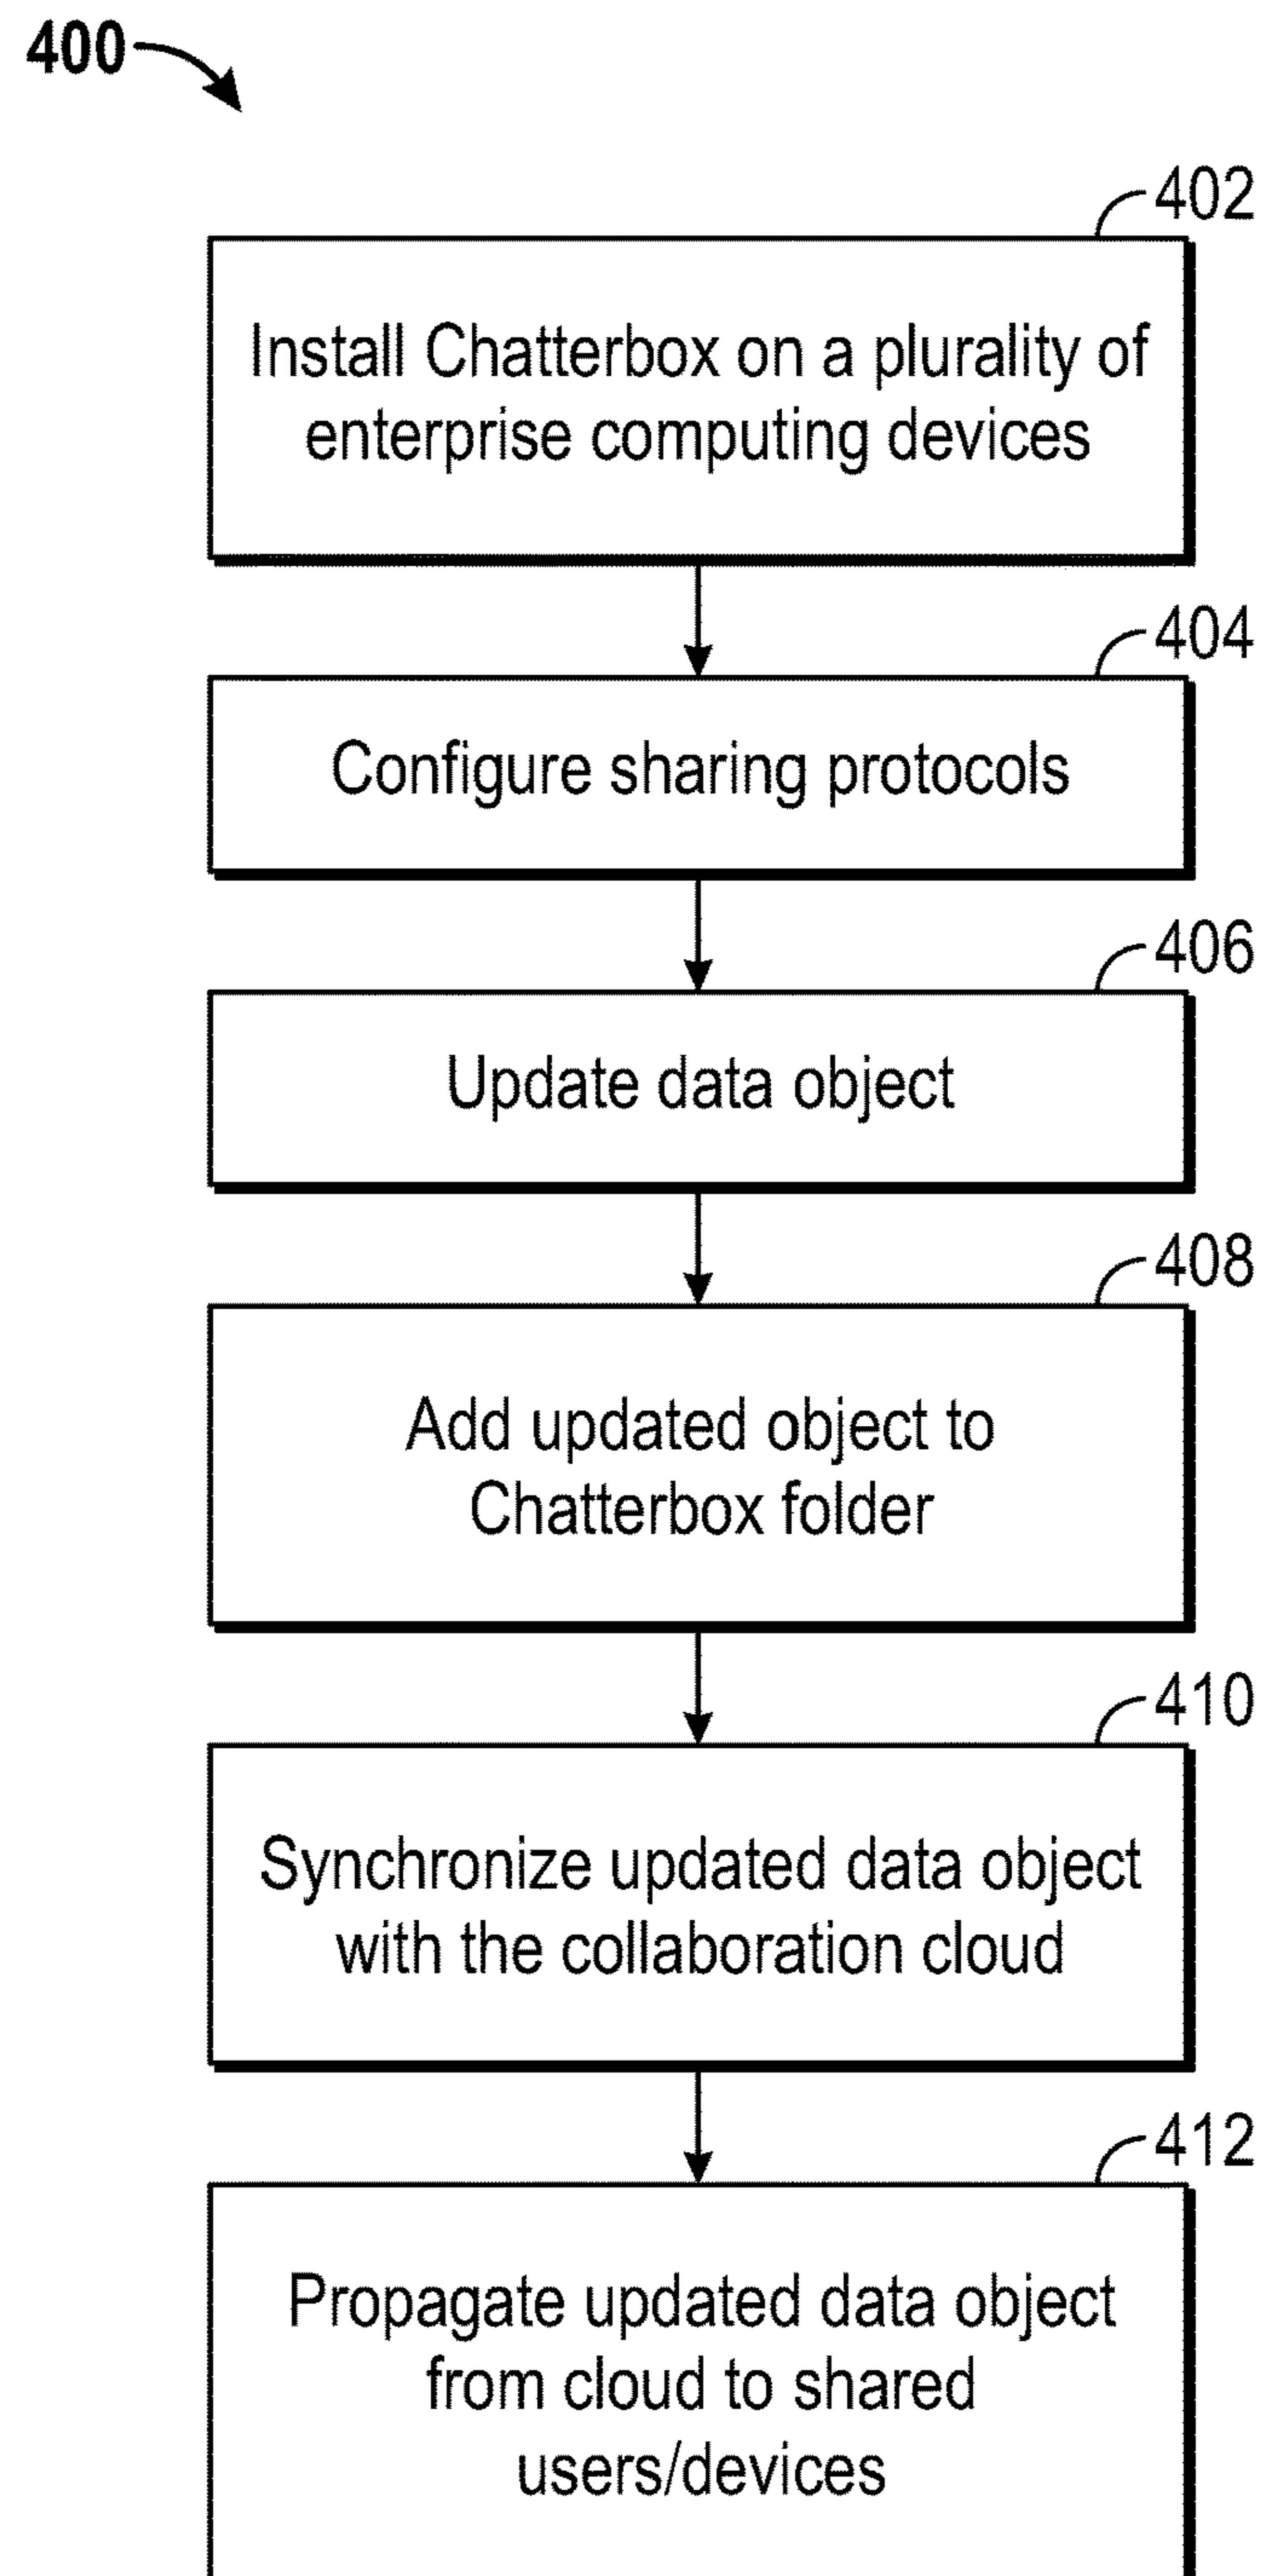 400
402
Install Chatterbox on a plurality of
enterprise computing devices
404
Configure sharing protocols
406
Update data object
408
Add updated object to
Chatterbox folder
410
Synchronize updated data object
with the collaboration cloud
412
Propagate updated data object
from cloud to shared
users/devices